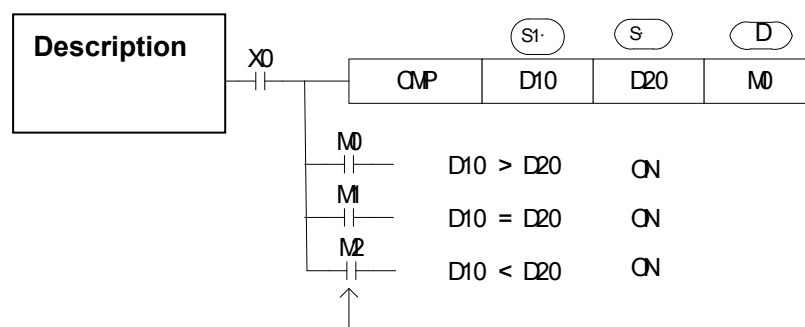 Description
S1· S· D
X0
CMP D10 D20 M0
M0
D10 > D20 ON
M1
D10 = D20 ON
M2
D10 < D20 ON